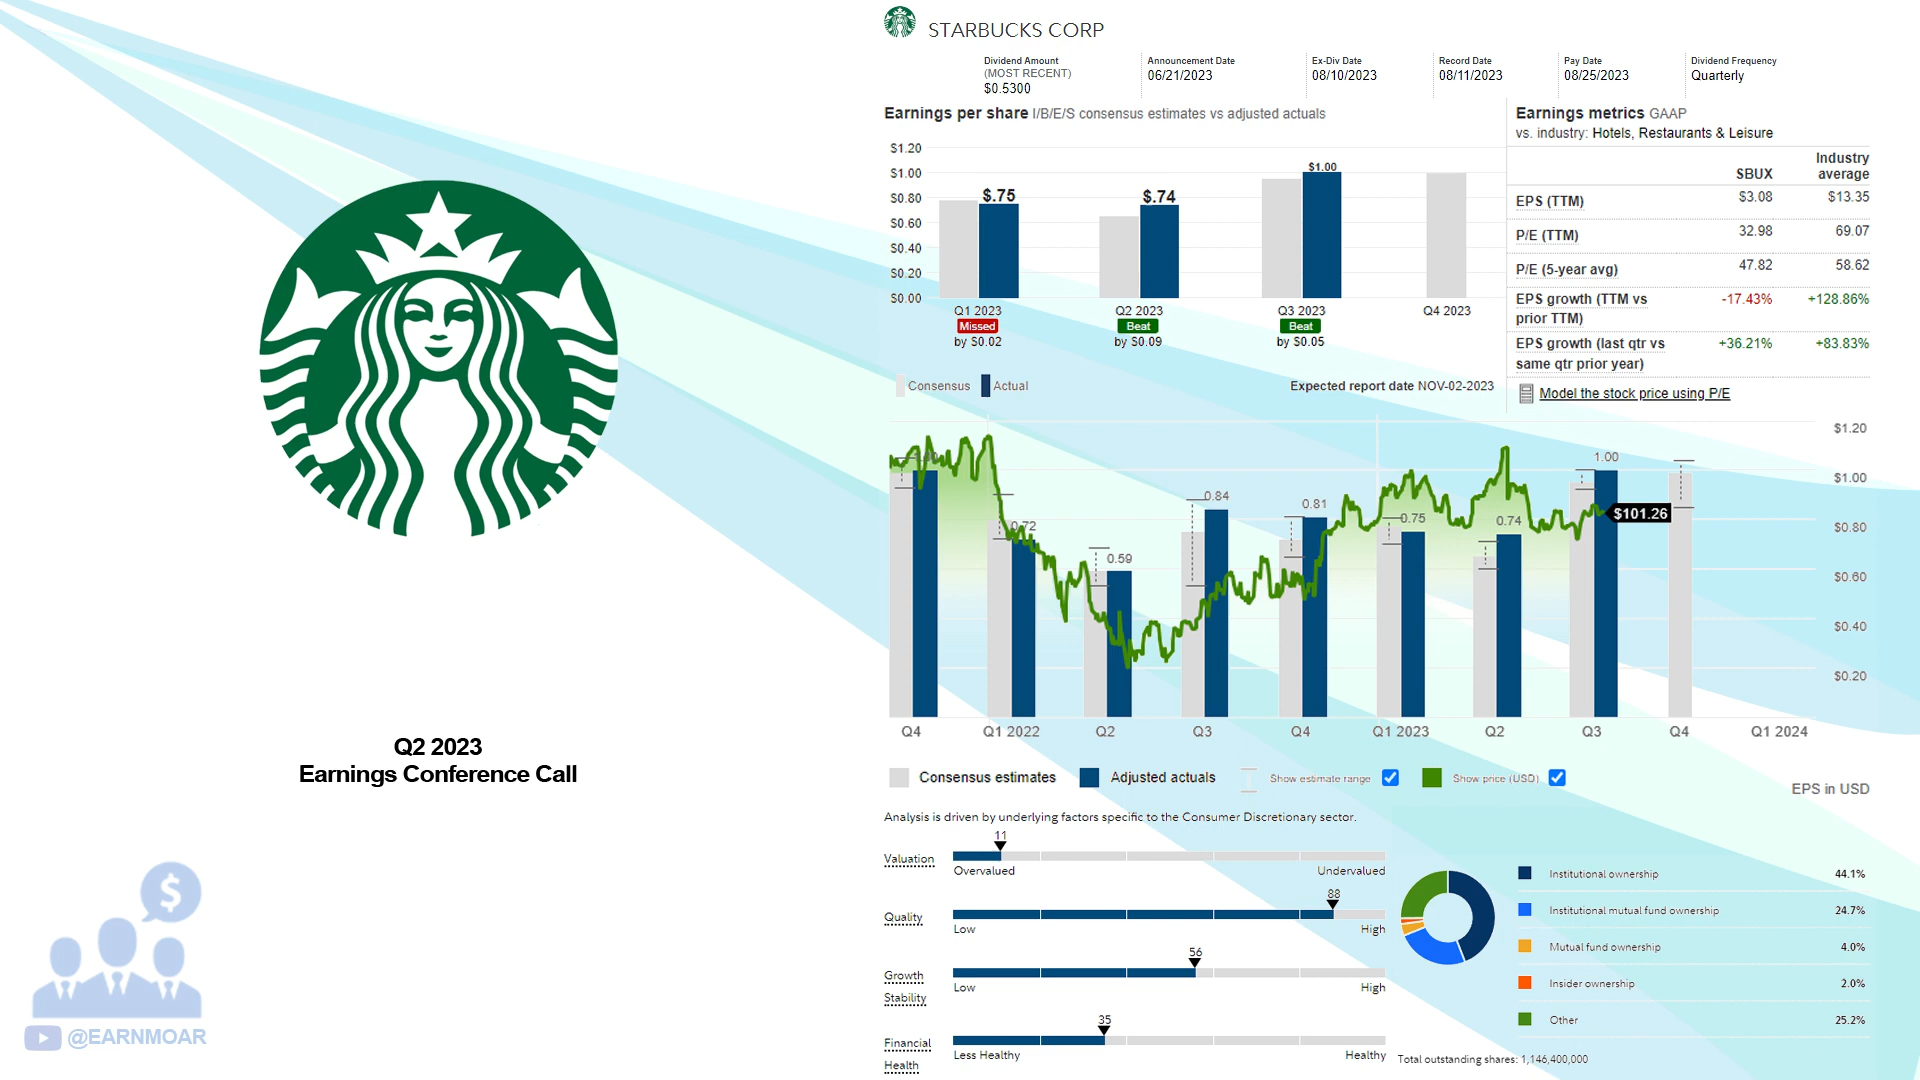 STARBUCKS CORP
Dividend Amount
(MOST RECENT)
$0.5300
Announcement Date
06/21/2023
Ex-Div Date
08/10/2023
Record Date
08/11/2023
Pay Date
08/25/2023
Dividend Frequency
Quarterly
Earnings per share I/B/E/S consensus estimates vs adjusted actuals
$1.20
$1.00
$0.80
$0.60
$0.40
$0.20
$0.00
$.75
$.74
$1.00
Q1 2023
Missed
by $0.02
Q2 2023
Beat
by $0.09
Q3 2023
Beat
by $0.05
Q4 2023
Consensus
Actual
Expected report date NOV-02-2023
Earnings metrics GAAP
vs. industry: Hotels, Restaurants & Leisure
SBUX
Industry average
EPS (TTM) $3.08 $13.35
P/E (TTM) 32.98 69.07
P/E (5-year avg) 47.82 58.62
EPS growth (TTM vs prior TTM) -17.43% +128.86%
EPS growth (last qtr vs same qtr prior year) +36.21% +83.83%
Model the stock price using P/E
$1.20
$1.00
$0.80
$0.60
$0.40
$0.20
0.72
0.59
0.84
0.81
0.75
0.74
1.00
$101.26
Q4
Q1 2022
Q2
Q3
Q4
Q1 2023
Q2
Q3
Q4
Q1 2024
Consensus estimates
Adjusted actuals
Show estimate range
Show price (USD)
EPS in USD
Q2 2023
Earnings Conference Call
Analysis is driven by underlying factors specific to the Consumer Discretionary sector.
Valuation
11
Overvalued
Undervalued
Quality
88
Low
High
Growth
Stability
56
Low
High
Financial
Health
35
Less Healthy
Healthy
Institutional ownership 44.1%
Institutional mutual fund ownership 24.7%
Mutual fund ownership 4.0%
Insider ownership 2.0%
Other 25.2%
Total outstanding shares: 1,146,400,000
$
@EARNMOAR